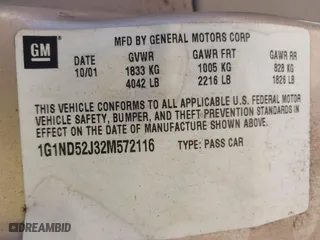 GM
MFD BY GENERAL MOTORS CORP
DATE GVWR GAWR FRT GAWR RR
10/01 1833 KG 1005 KG 828 KG
4042 LB 2216 LB 1826 LB
THIS VEHICLE CONFORMS TO ALL APPLICABLE U.S. FEDERAL MOTOR
VEHICLE SAFETY, BUMPER, AND THEFT PREVENTION STANDARDS IN
EFFECT ON THE DATE OF MANUFACTURE SHOWN ABOVE.
1G1ND52J32M572116 TYPE: PASS CAR
DREAMBID